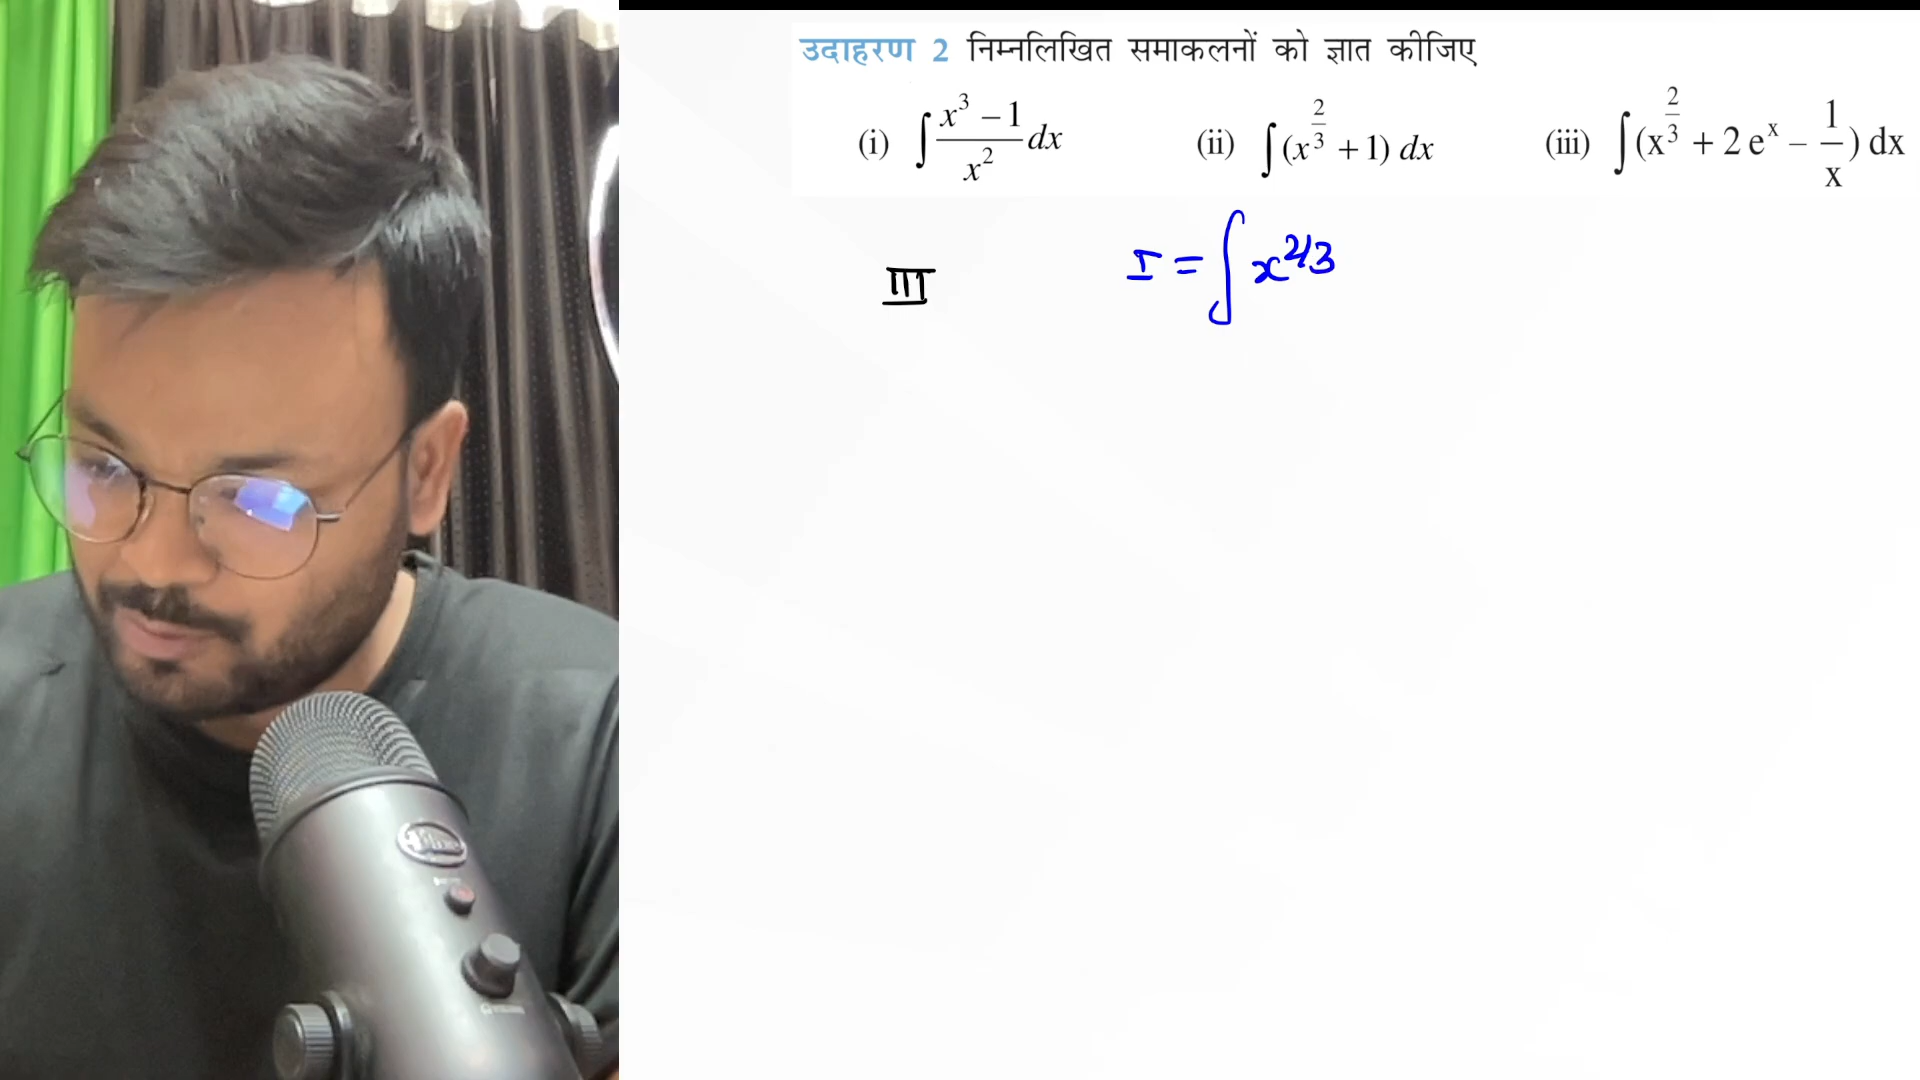 उदाहरण 2 निम्नलिखित समाकलनों को ज्ञात कीजिए
(i) ∫ (x³ – 1)/x² dx (ii) ∫(x^(2/3) + 1) dx (iii) ∫(x^(2/3) + 2 eˣ – 1/x) dx
III I = ∫ x^2/3